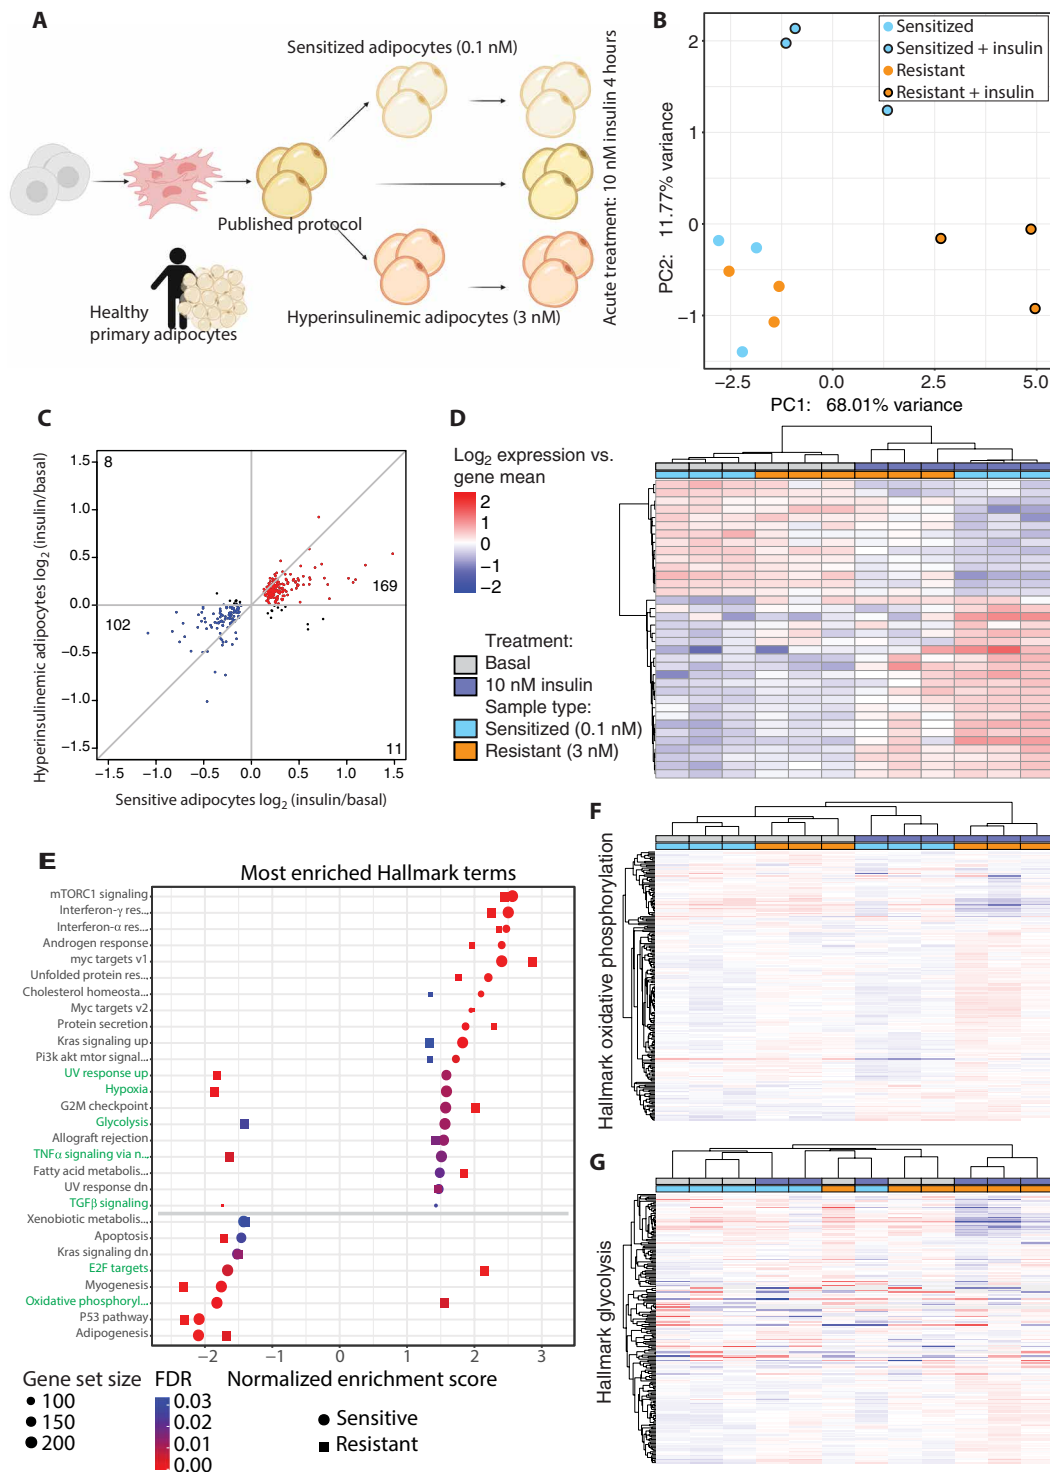 A
Sensitized adipocytes (0.1 nM)
Published protocol
Healthy
primary adipocytes
Hyperinsulinemic adipocytes (3 nM)
Acute treatment: 10 nM insulin 4 hours
B
Sensitized
Sensitized + insulin
Resistant
Resistant + insulin
2
1
0
−1
PC2: 11.77% variance
−2.5
0.0
2.5
5.0
PC1: 68.01% variance
C
8
169
102
11
1.5
1.0
0.5
0.0
−0.5
−1.0
−1.5
Hyperinsulinemic adipocytes log2 (insulin/basal)
−1.5
−1.0
−0.5
0.0
0.5
1.0
1.5
Sensitive adipocytes log2 (insulin/basal)
D
Log2 expression vs.
gene mean
2
1
0
−1
−2
Treatment:
Basal
10 nM insulin
Sample type:
Sensitized (0.1 nM)
Resistant (3 nM)
E
Most enriched Hallmark terms
mTORC1 signaling
Interferon-γ res...
Interferon-α res...
Androgen response
myc targets v1
Unfolded protein res...
Cholesterol homeosta...
Myc targets v2
Protein secretion
Kras signaling up
Pi3k akt mtor signal...
UV response up
Hypoxia
G2M checkpoint
Glycolysis
Allograft rejection
TNFα signaling via n...
Fatty acid metabolis...
UV response dn
TGFβ signaling
Xenobiotic metabolis...
Apoptosis
Kras signaling dn
E2F targets
Myogenesis
Oxidative phosphoryl...
P53 pathway
Adipogenesis
−2
−1
0
1
2
3
Normalized enrichment score
Gene set size
100
150
200
FDR
0.03
0.02
0.01
0.00
Sensitive
Resistant
F
Hallmark oxidative phosphorylation
G
Hallmark glycolysis